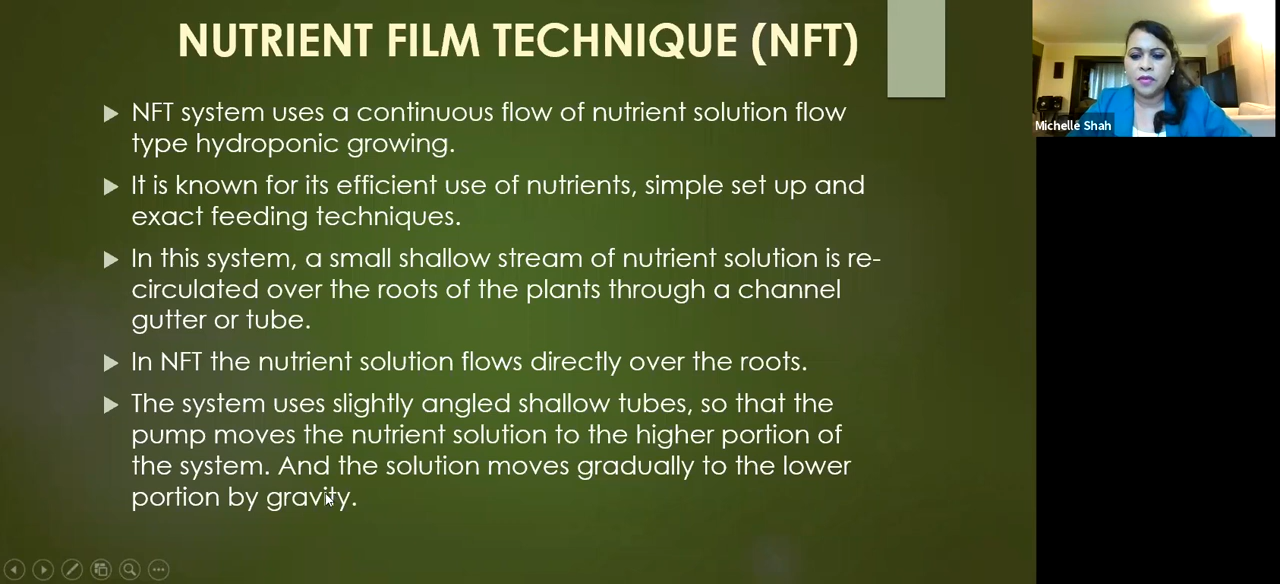 NUTRIENT FILM TECHNIQUE (NFT)
NFT system uses a continuous flow of nutrient solution flow
type hydroponic growing.
It is known for its efficient use of nutrients, simple set up and
exact feeding techniques.
In this system, a small shallow stream of nutrient solution is re-
circulated over the roots of the plants through a channel
gutter or tube.
In NFT the nutrient solution flows directly over the roots.
The system uses slightly angled shallow tubes, so that the
pump moves the nutrient solution to the higher portion of
the system. And the solution moves gradually to the lower
portion by gravity.
Michelle Shah